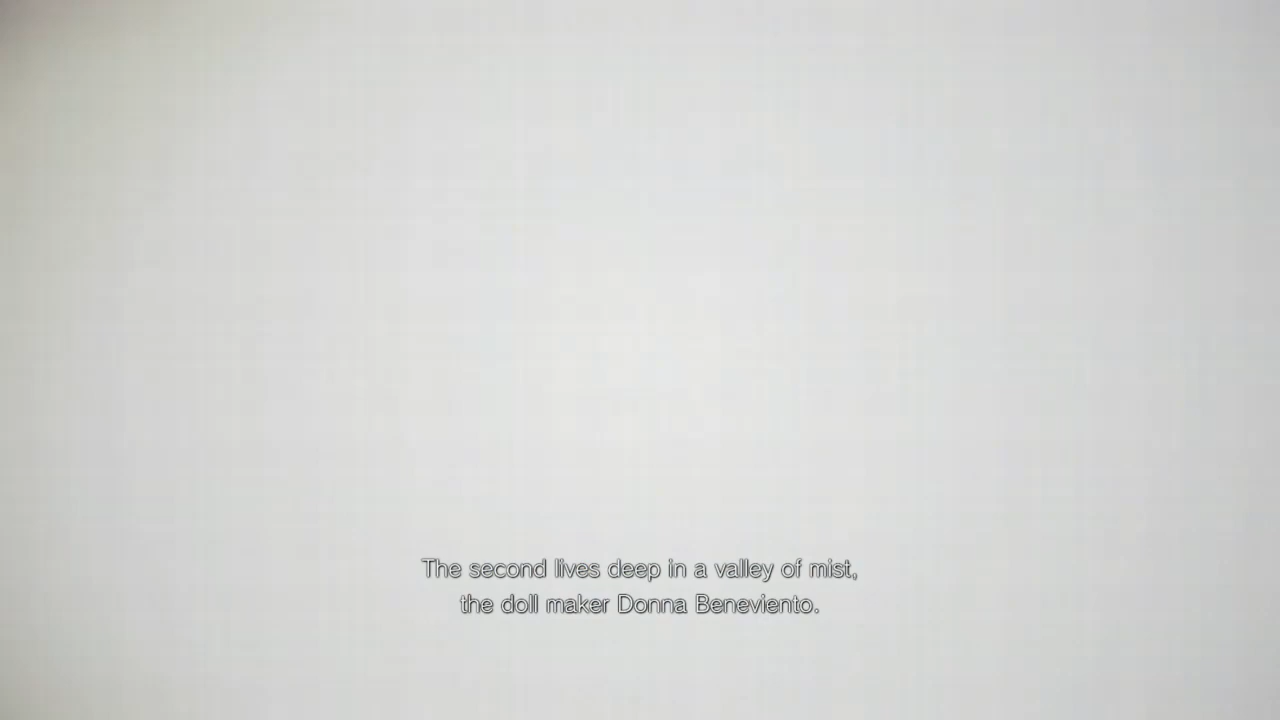 The second lives deep in a valley of mist,
the doll maker Donna Beneviento.